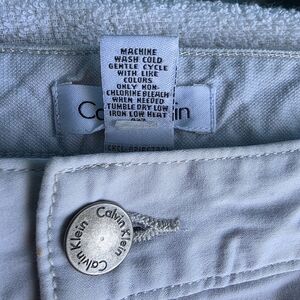 MACHINE
WASH COLD
GENTLE CYCLE
WITH LIKE
COLORS
ONLY NON-
CHLORINE BLEACH
WHEN NEEDED
TUMBLE DRY LOW
IRON LOW HEAT
Calvin Klein
Calvin Klein